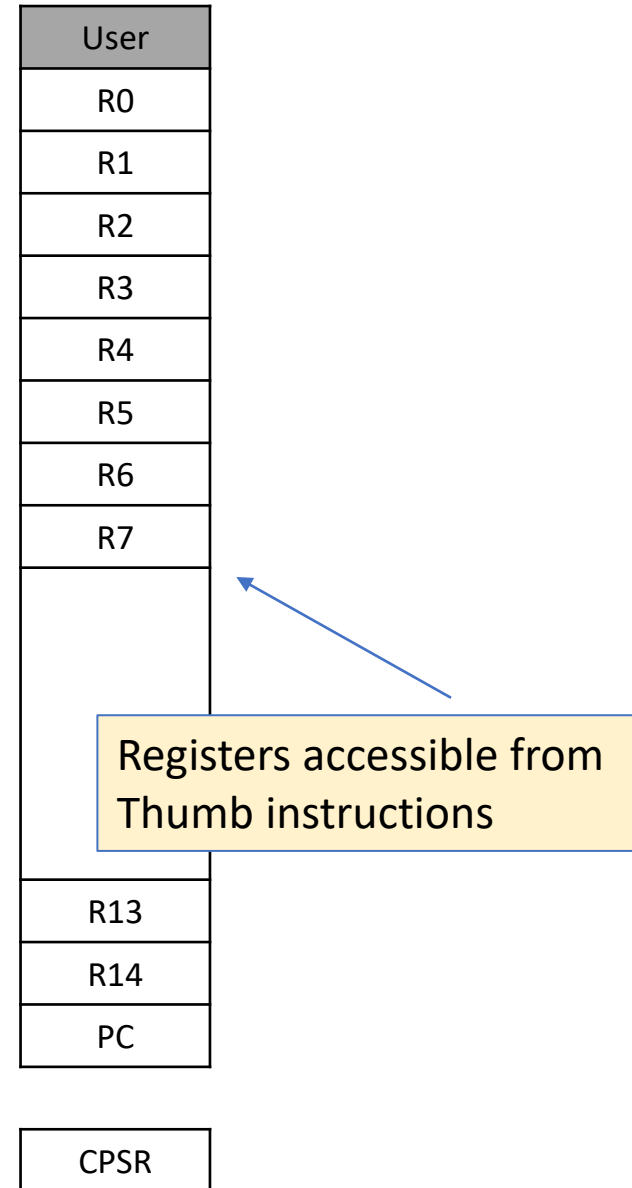 User
R0
R1
R2
R3
R4
R5
R6
R7
Registers accessible from
Thumb instructions
R13
R14
PC
CPSR